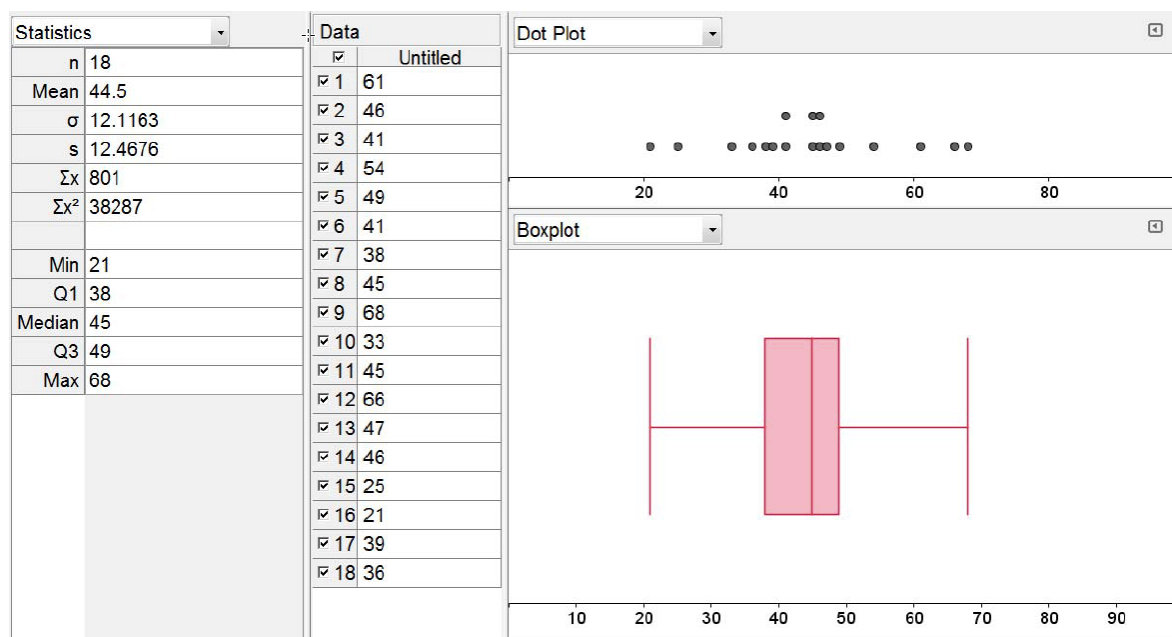 Statistics
n 18
Mean 44.5
σ 12.1163
s 12.4676
Σx 801
Σx² 38287
Min 21
Q1 38
Median 45
Q3 49
Max 68
Data
Untitled
1 61
2 46
3 41
4 54
5 49
6 41
7 38
8 45
9 68
10 33
11 45
12 66
13 47
14 46
15 25
16 21
17 39
18 36
Dot Plot
20 40 60 80
Boxplot
10 20 30 40 50 60 70 80 90